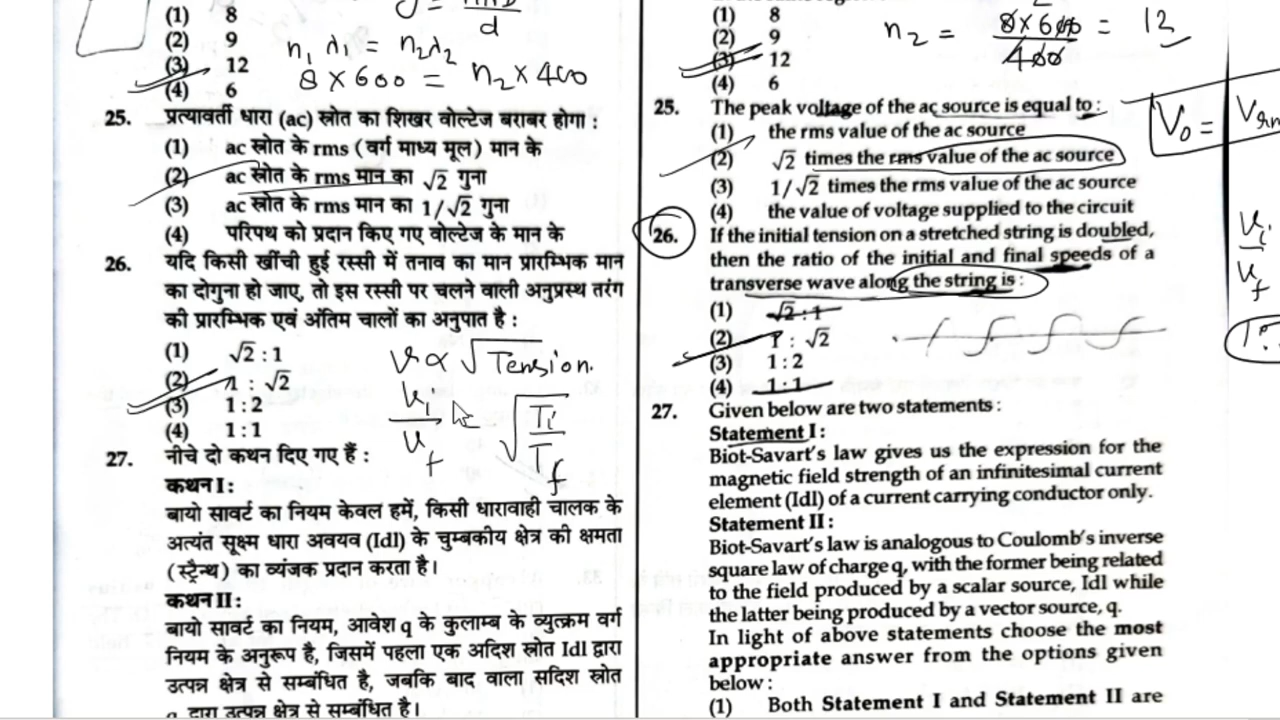 (1) 8
(2) 9
(3) 12
(4) 6
d
n₁ λ₁ = n₂ λ₂
8 × 600 = n₂ × 400
25. प्रत्यावर्ती धारा (ac) स्रोत का शिखर वोल्टेज बराबर होगा :
(1) ac स्रोत के rms (वर्ग माध्य मूल) मान के
(2) ac स्रोत के rms मान का √2 गुना
(3) ac स्रोत के rms मान का 1/√2 गुना
(4) परिपथ को प्रदान किए गए वोल्टेज के मान के
26. यदि किसी खींची हुई रस्सी में तनाव का मान प्रारम्भिक मान
का दोगुना हो जाए, तो इस रस्सी पर चलने वाली अनुप्रस्थ तरंग
की प्रारम्भिक एवं अंतिम चालों का अनुपात है :
(1) √2 : 1
(2) 1 : √2
(3) 1 : 2
(4) 1 : 1
v ∝ √Tension.
vi / vf √Ti / Tf
27. नीचे दो कथन दिए गए हैं :
कथन I :
बायो सावर्ट का नियम केवल हमें, किसी धारावाही चालक के
अत्यंत सूक्ष्म धारा अवयव (Idl) के चुम्बकीय क्षेत्र की क्षमता
(स्ट्रैन्थ) का व्यंजक प्रदान करता है।
कथन II :
बायो सावर्ट का नियम, आवेश q के कुलाम्ब के व्युत्क्रम वर्ग
नियम के अनुरूप है, जिसमें पहला एक अदिश स्रोत Idl द्वारा
उत्पन्न क्षेत्र से सम्बंधित है, जबकि बाद वाला सदिश स्रोत
q द्वारा उत्पन्न क्षेत्र से सम्बंधित है।
(1) 8
(2) 9
(3) 12
(4) 6
n₂ = 8 × 600 / 400 = 12
25. The peak voltage of the ac source is equal to :
(1) the rms value of the ac source
(2) √2 times the rms value of the ac source
(3) 1/√2 times the rms value of the ac source
(4) the value of voltage supplied to the circuit
V₀ = Vrm
26. If the initial tension on a stretched string is doubled,
then the ratio of the initial and final speeds of a
transverse wave along the string is :
(1) √2 : 1
(2) 1 : √2
(3) 1 : 2
(4) 1 : 1
vi / vf
1 :
27. Given below are two statements :
Statement I :
Biot-Savart's law gives us the expression for the
magnetic field strength of an infinitesimal current
element (Idl) of a current carrying conductor only.
Statement II :
Biot-Savart's law is analogous to Coulomb's inverse
square law of charge q, with the former being related
to the field produced by a scalar source, Idl while
the latter being produced by a vector source, q.
In light of above statements choose the most
appropriate answer from the options given
below :
(1) Both Statement I and Statement II are